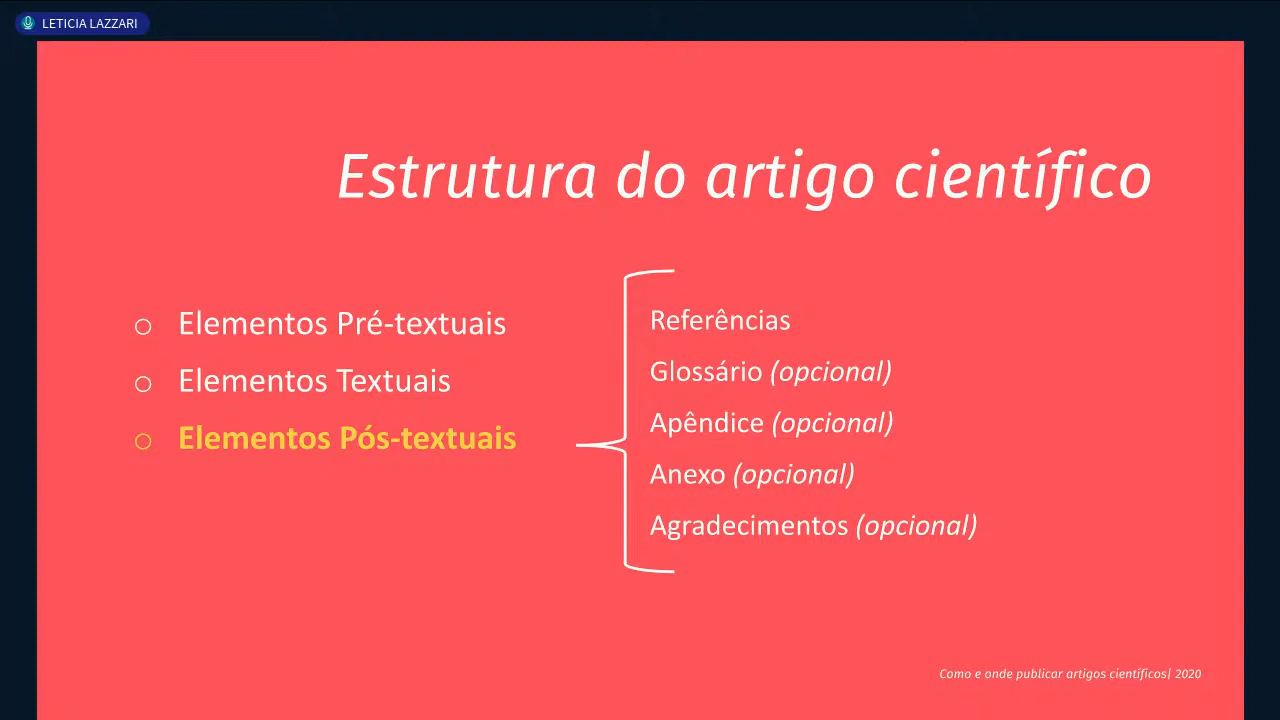 LETICIA LAZZARI
Estrutura do artigo científico
o Elementos Pré-textuais
o Elementos Textuais
o Elementos Pós-textuais
Referências
Glossário (opcional)
Apêndice (opcional)
Anexo (opcional)
Agradecimentos (opcional)
Como e onde publicar artigos científicos| 2020